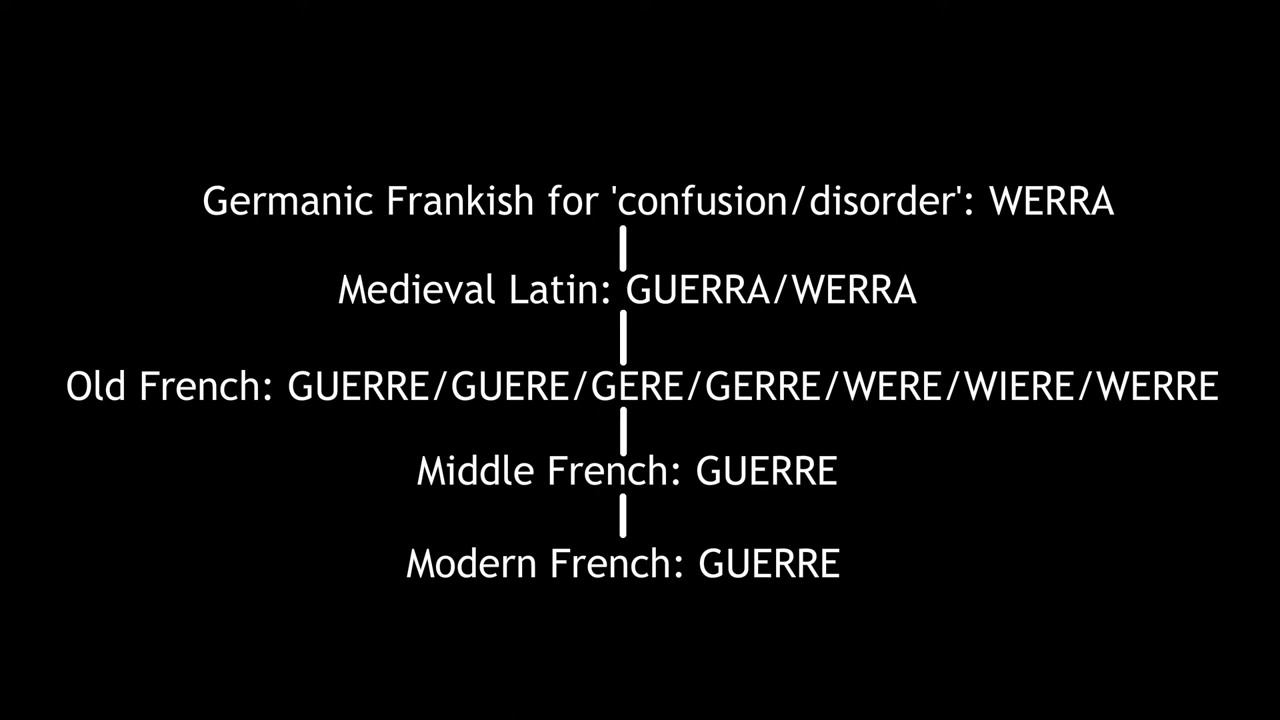 Germanic Frankish for 'confusion/disorder': WERRA
Medieval Latin: GUERRA/WERRA
Old French: GUERRE/GUERE/GERE/GERRE/WERE/WIERE/WERRE
Middle French: GUERRE
Modern French: GUERRE